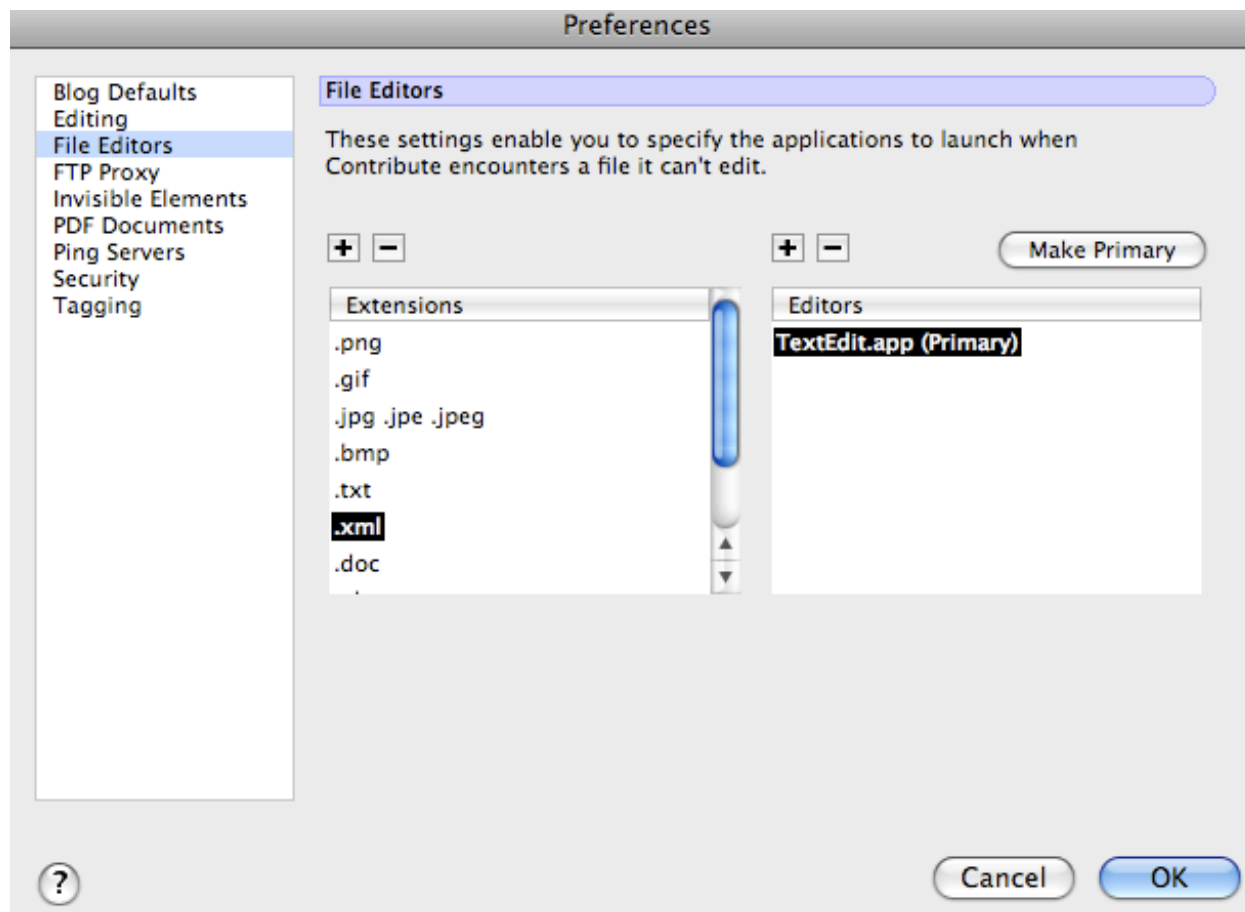 Preferences
Blog Defaults
Editing
File Editors
FTP Proxy
Invisible Elements
PDF Documents
Ping Servers
Security
Tagging
File Editors
These settings enable you to specify the applications to launch when
Contribute encounters a file it can't edit.
+ −
+ −
Make Primary
Extensions
.png
.gif
.jpg .jpe .jpeg
.bmp
.txt
.xml
.doc
Editors
TextEdit.app (Primary)
?
Cancel
OK